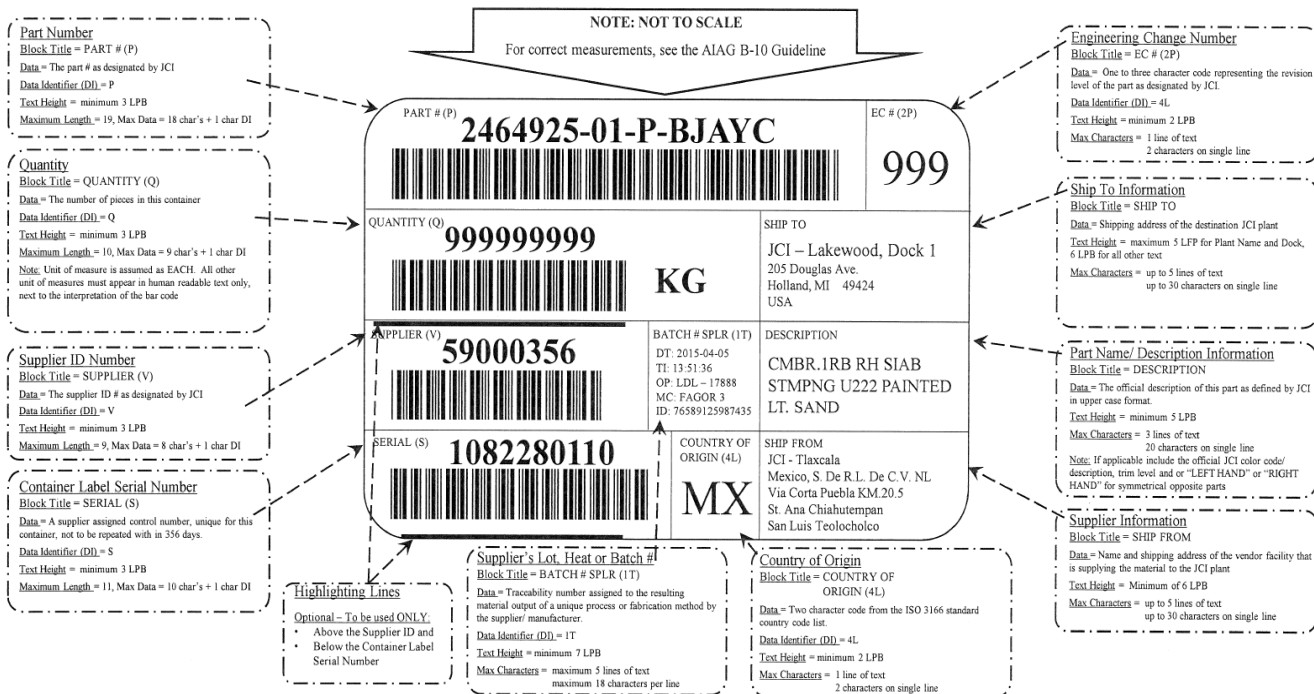 NOTE: NOT TO SCALE
For correct measurements, see the AIAG B-10 Guideline
Part Number
Block Title = PART # (P)
Data = The part # as designated by JCI
Data Identifier (DI) = P
Text Height = minimum 3 LPB
Maximum Length = 19, Max Data = 18 char's + 1 char DI
Quantity
Block Title = QUANTITY (Q)
Data = The number of pieces in this container
Data Identifier (DI) = Q
Text Height = minimum 3 LPB
Maximum Length = 10, Max Data = 9 char's + 1 char DI
Note: Unit of measure is assumed as EACH. All other
unit of measures must appear in human readable text only,
next to the interpretation of the bar code
Supplier ID Number
Block Title = SUPPLIER (V)
Data = The supplier ID # as designated by JCI
Data Identifier (DI) = V
Text Height = minimum 3 LPB
Maximum Length = 9, Max Data = 8 char's + 1 char DI
Container Label Serial Number
Block Title = SERIAL (S)
Data = A supplier assigned control number, unique for this
container, not to be repeated with in 356 days.
Data Identifier (DI) = S
Text Height = minimum 3 LPB
Maximum Length = 11, Max Data = 10 char's + 1 char DI
PART # (P)
2464925-01-P-BJAYC
EC # (2P)
999
QUANTITY (Q)
999999999
KG
SHIP TO
JCI – Lakewood, Dock 1
205 Douglas Ave.
Holland, MI 49424
USA
SUPPLIER (V)
59000356
BATCH # SPLR (1T)
DT: 2015-04-05
TI: 13:51:36
OP: LDL – 17888
MC: FAGOR 3
ID: 76589125987435
DESCRIPTION
CMBR.1RB RH SIAB
STMPNG U222 PAINTED
LT. SAND
SERIAL (S)
1082280110
COUNTRY OF
ORIGIN (4L)
MX
SHIP FROM
JCI - Tlaxcala
Mexico, S. De R.L. De C.V. NL
Via Corta Puebla KM.20.5
St. Ana Chiahutempan
San Luis Teolocholco
Engineering Change Number
Block Title = EC # (2P)
Data = One to three character code representing the revision
level of the part as designated by JCI.
Data Identifier (DI) = 4L
Text Height = minimum 2 LPB
Max Characters = 1 line of text
2 characters on single line
Ship To Information
Block Title = SHIP TO
Data = Shipping address of the destination JCI plant
Text Height = maximum 5 LFP for Plant Name and Dock,
6 LPB for all other text
Max Characters = up to 5 lines of text
up to 30 characters on single line
Part Name/ Description Information
Block Title = DESCRIPTION
Data = The official description of this part as defined by JCI
in upper case format.
Text Height = minimum 5 LPB
Max Characters = 3 lines of text
20 characters on single line
Note: If applicable include the official JCI color code/
description, trim level and or “LEFT HAND” or “RIGHT
HAND” for symmetrical opposite parts
Supplier Information
Block Title = SHIP FROM
Data = Name and shipping address of the vendor facility that
is supplying the material to the JCI plant
Text Height = Minimum of 6 LPB
Max Characters = up to 5 lines of text
up to 30 characters on single line
Highlighting Lines
Optional – To be used ONLY:
• Above the Supplier ID and
• Below the Container Label
Serial Number
Supplier's Lot, Heat or Batch #
Block Title = BATCH # SPLR (1T)
Data = Traceability number assigned to the resulting
material output of a unique process or fabrication method by
the supplier/ manufacturer.
Data Identifier (DI) = 1T
Text Height = minimum 7 LPB
Max Characters = maximum 5 lines of text
maximum 18 characters per line
Country of Origin
Block Title = COUNTRY OF
ORIGIN (4L)
Data = Two character code from the ISO 3166 standard
country code list.
Data Identifier (DI) = 4L
Text Height = minimum 2 LPB
Max Characters = 1 line of text
2 characters on single line